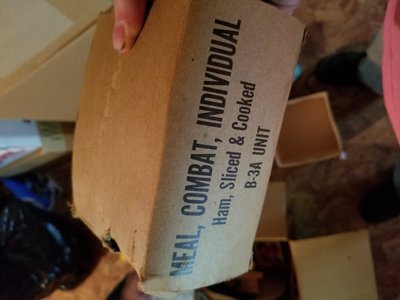 MEAL, COMBAT, INDIVIDUAL
Ham, Sliced & Cooked
B-3A UNIT